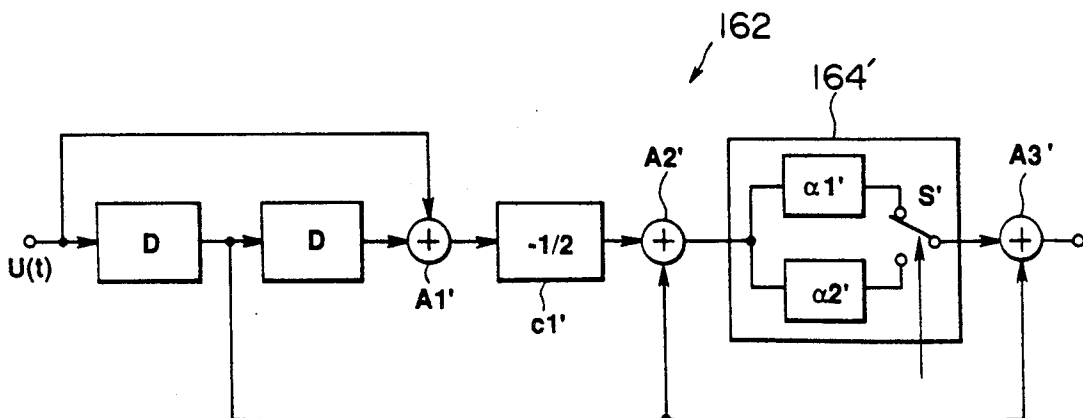 162
164′
A2'
A3'
α1'
S'
D
D
+
-1/2
+
+
U(t)
A1'
α2'
c1'